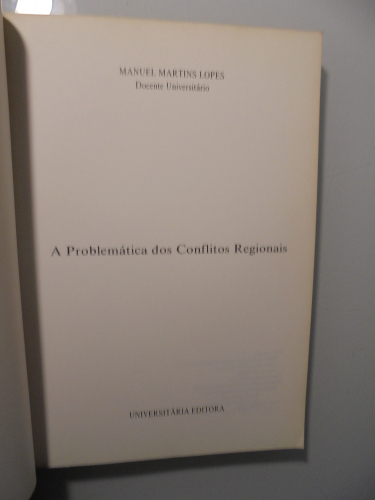 MANUEL MARTINS LOPES
Docente Universitário
A Problemática dos Conflitos Regionais
UNIVERSITÁRIA EDITORA